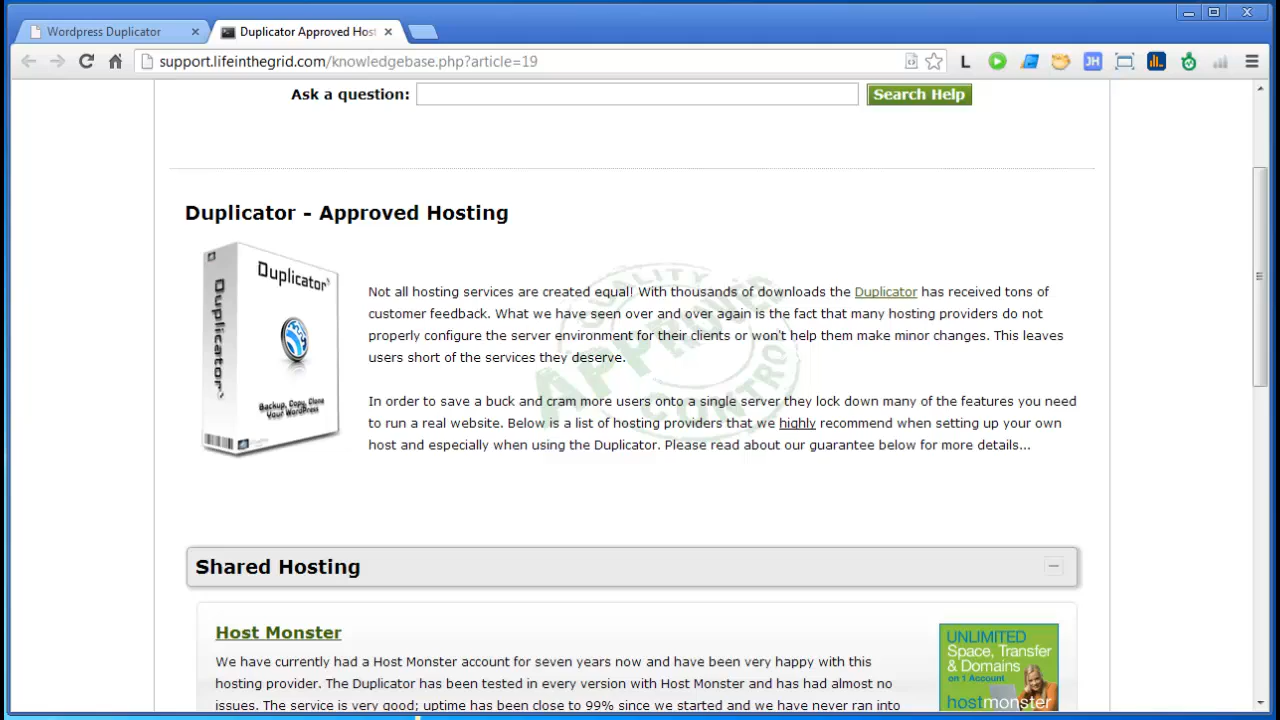 Wordpress Duplicator
Duplicator Approved Host
support.lifeinthegrid.com/knowledgebase.php?article=19
L
JH
Ask a question:
Search Help
Duplicator - Approved Hosting
Duplicator
Duplicator
Backup, Copy, Clone
Your WordPress
QUALITY
APPROVED
CONTROL
Not all hosting services are created equal! With thousands of downloads the Duplicator has received tons of
customer feedback. What we have seen over and over again is the fact that many hosting providers do not
properly configure the server environment for their clients or won't help them make minor changes. This leaves
users short of the services they deserve.
In order to save a buck and cram more users onto a single server they lock down many of the features you need
to run a real website. Below is a list of hosting providers that we highly recommend when setting up your own
host and especially when using the Duplicator. Please read about our guarantee below for more details...
Shared Hosting
Host Monster
We have currently had a Host Monster account for seven years now and have been very happy with this
hosting provider. The Duplicator has been tested in every version with Host Monster and has had almost no
issues. The service is very good; uptime has been close to 99% since we started and we have never ran into
UNLIMITED
Space, Transfer
& Domains
on 1 Account
hostmonster